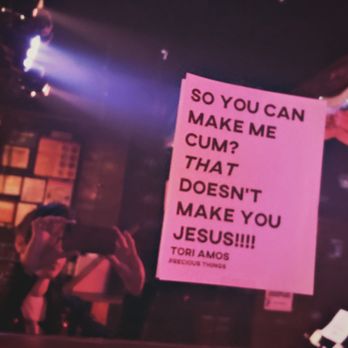 SO YOU CAN
MAKE ME
CUM?
THAT
DOESN'T
MAKE YOU
JESUS!!!!
TORI AMOS
PRECIOUS THINGS